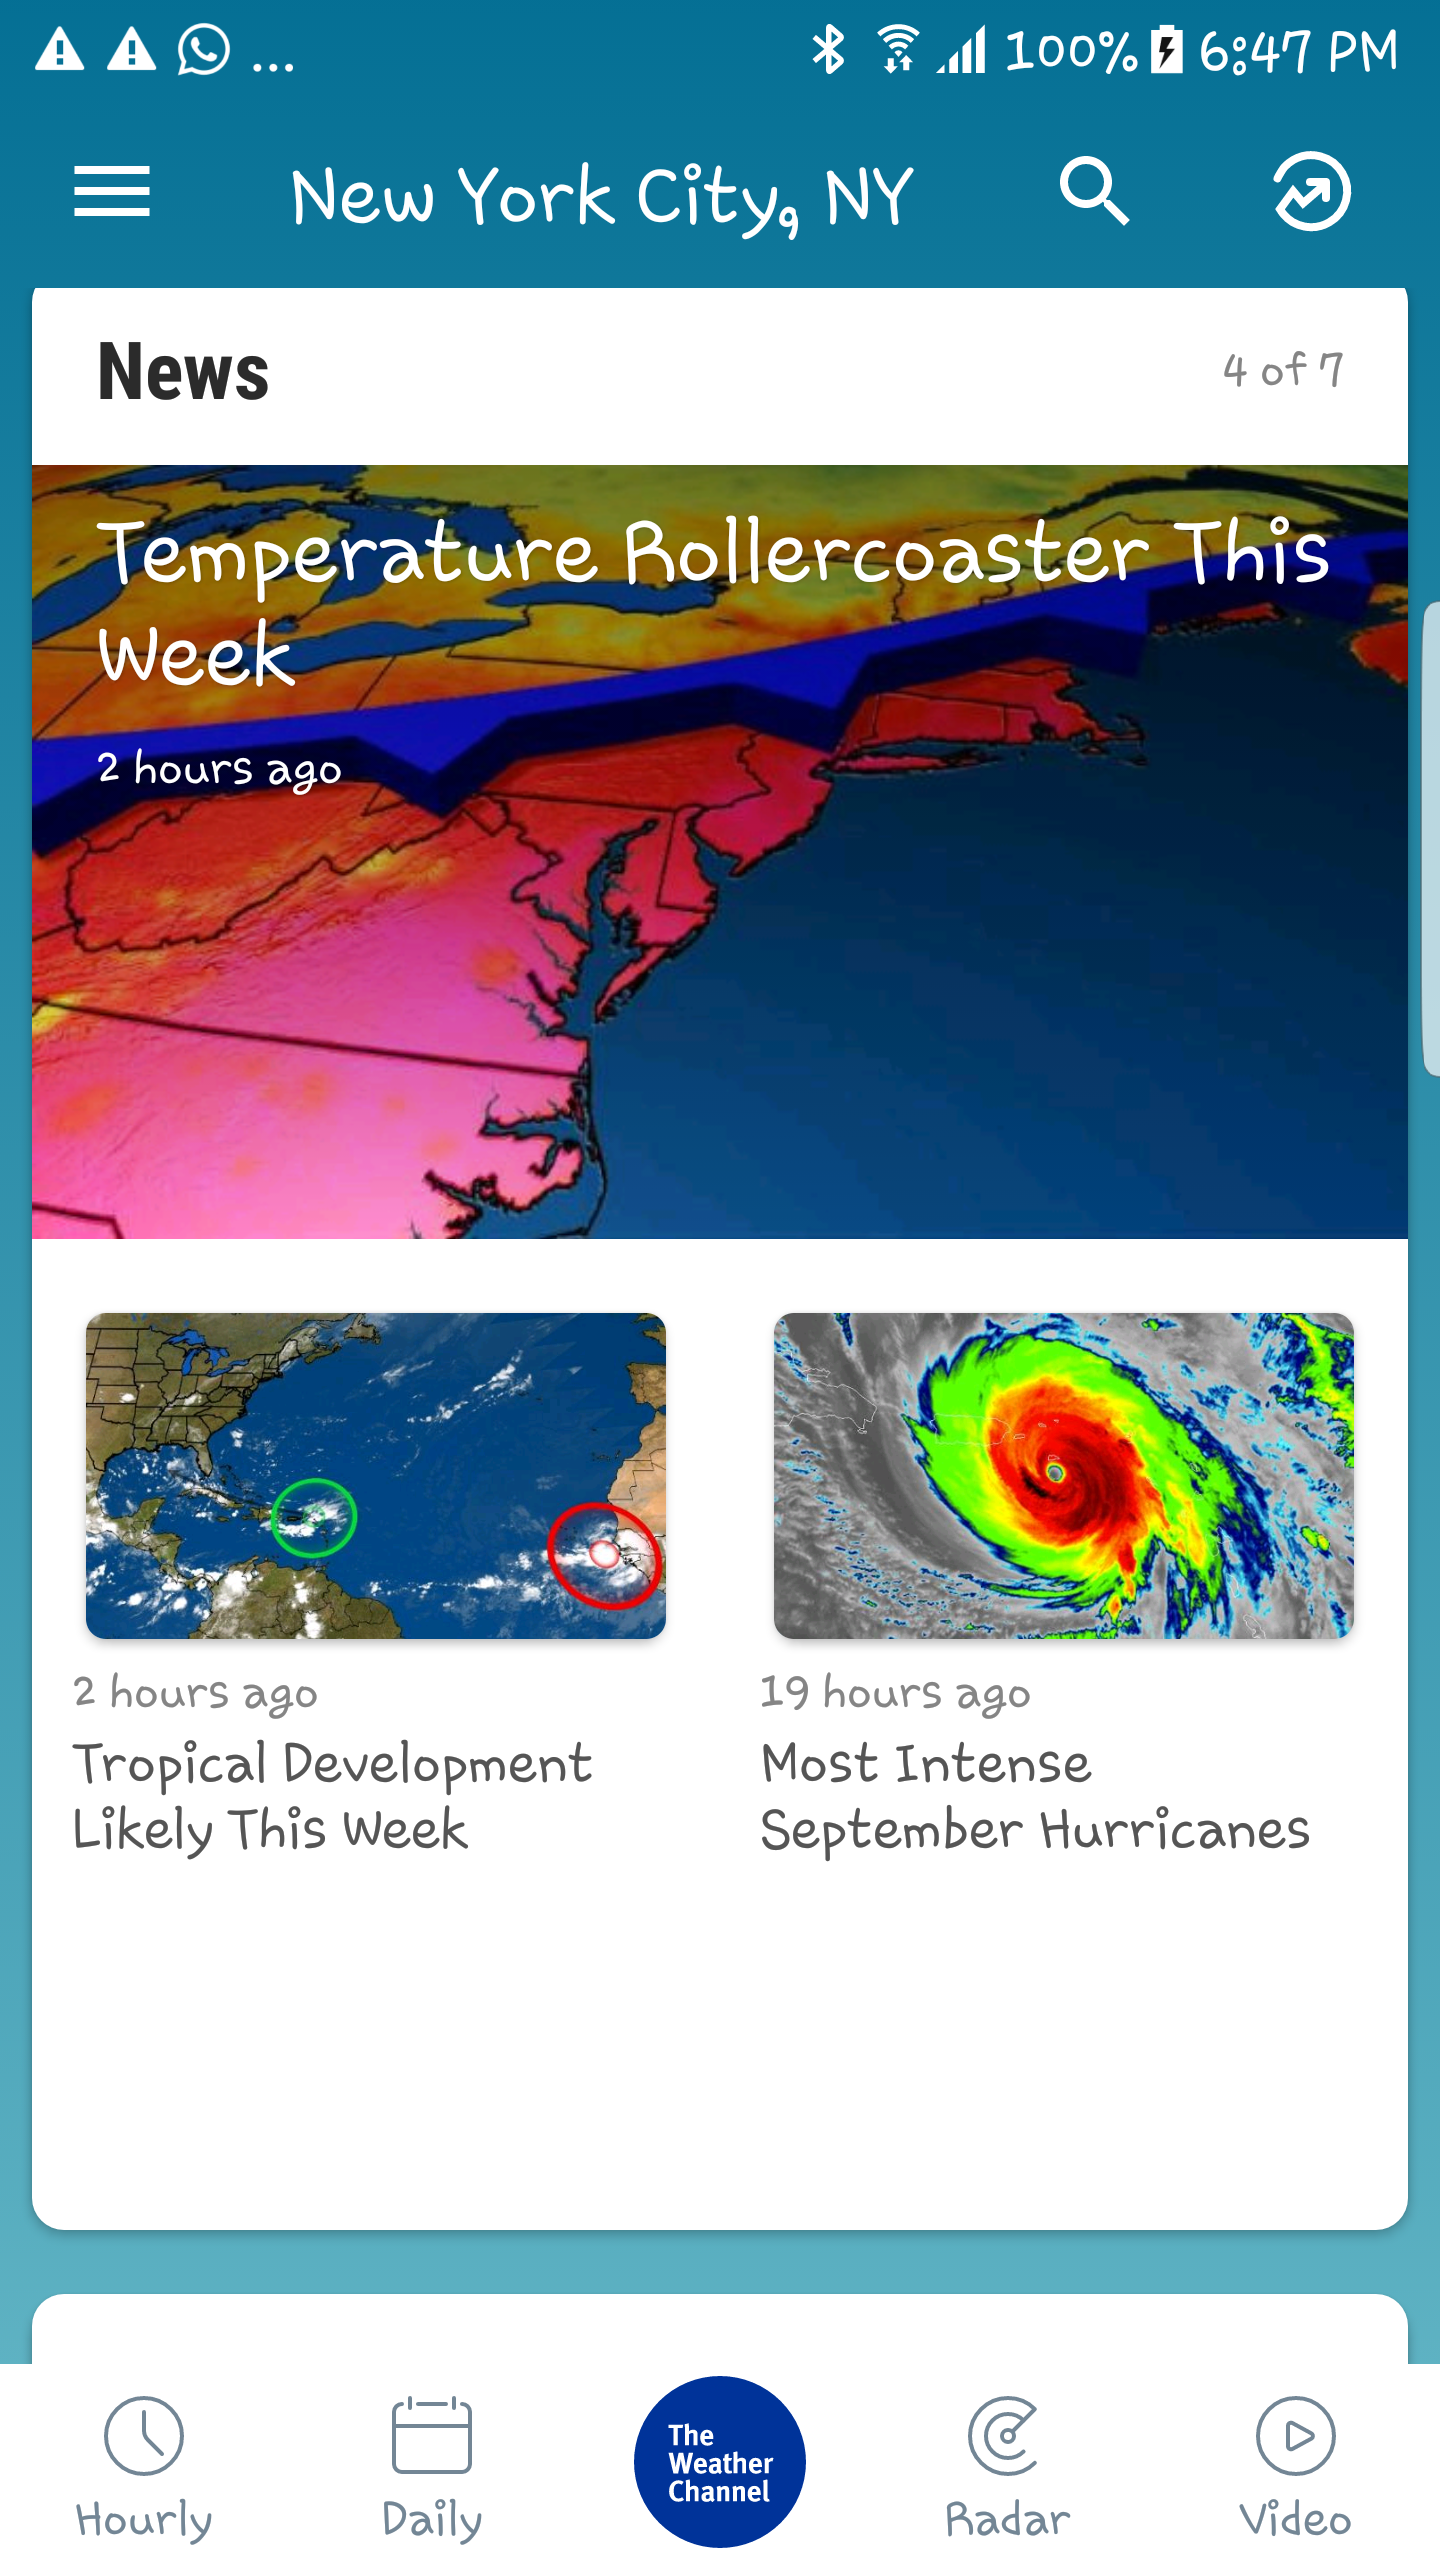 ... 100% 6:47 PM
New York City, NY
News
4 of 7
Temperature Rollercoaster This
Week
2 hours ago
2 hours ago
Tropical Development
Likely This Week
19 hours ago
Most Intense
September Hurricanes
Hourly
Daily
The
Weather
Channel
Radar
Video